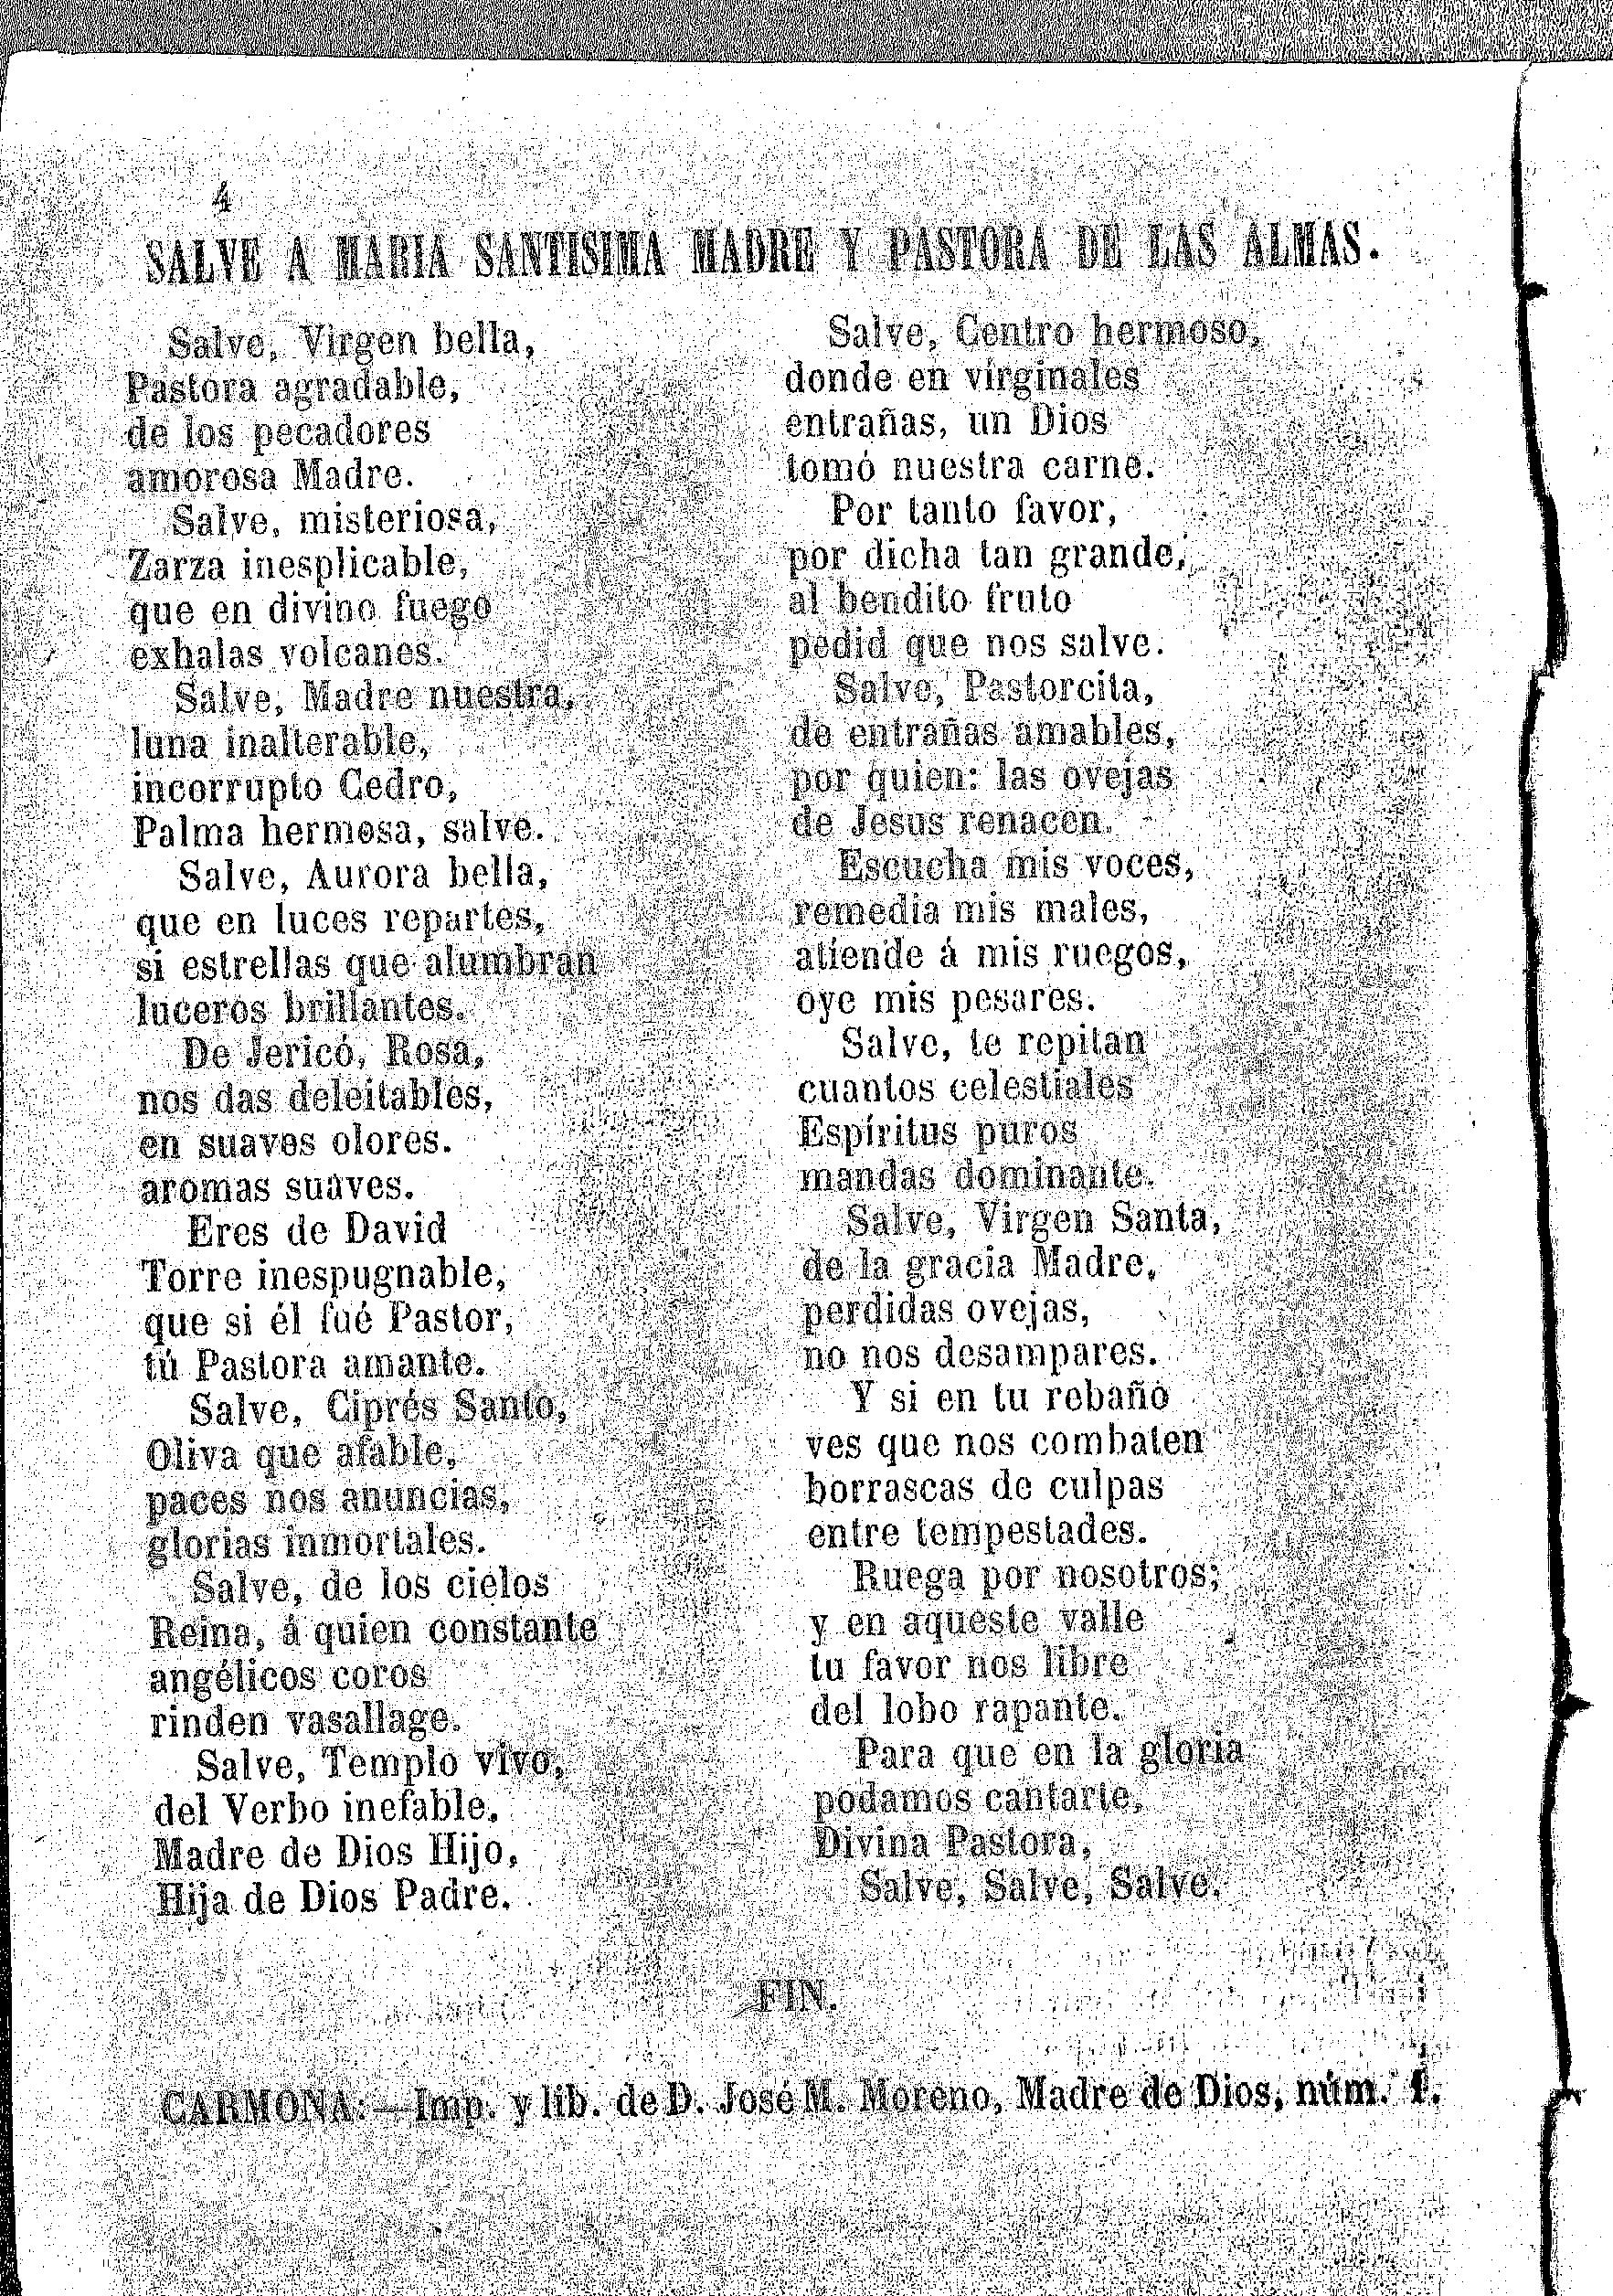 4
SALVE A MARIA SANTISIMA MADRE Y PASTORA DE LAS ALMAS.
Salve, Virgen bella,
Pastora agradable,
de los pecadores
amorosa Madre.
Salve, misteriosa,
Zarza inesplicable,
que en divino fuego
exhalas volcanes.
Salve, Madre nuestra,
luna inalterable,
incorrupto Cedro,
Palma hermosa, salve.
Salve, Aurora bella,
que en luces repartes,
si estrellas que alumbran
luceros brillantes.
De Jericó, Rosa,
nos das deleitables,
en suaves olores.
aromas suaves.
Eres de David
Torre inespugnable,
que si él fué Pastor,
tú Pastora amante.
Salve, Ciprés Santo,
Oliva que afable,
paces nos anuncias,
glorias inmortales.
Salve, de los cielos
Reina, á quien constante
angélicos coros
rinden vasallage.
Salve, Templo vivo,
del Verbo inefable,
Madre de Dios Hijo,
Hija de Dios Padre.
Salve, Centro hermoso,
donde en virginales
entrañas, un Dios
tomó nuestra carne.
Por tanto favor,
por dicha tan grande,
al bendito fruto
pedid que nos salve.
Salve, Pastorcita,
de entrañas amables,
por quien: las ovejas
de Jesus renacen.
Escucha mis voces,
remedia mis males,
atiende á mis ruegos,
oye mis pesares.
Salve, te repitan
cuantos celestiales
Espíritus puros
mandas dominante.
Salve, Virgen Santa,
de la gracia Madre,
perdidas ovejas,
no nos desampares.
Y si en tu rebaño
ves que nos combaten
borrascas de culpas
entre tempestades.
Ruega por nosotros;
y en aqueste valle
tu favor nos libre
del lobo rapante.
Para que en la gloria
podamos cantarte,
Divina Pastora,
Salve, Salve, Salve.
FIN.
CARMONA:—Imp. y lib. de D. José M. Moreno, Madre de Dios, núm. 1.